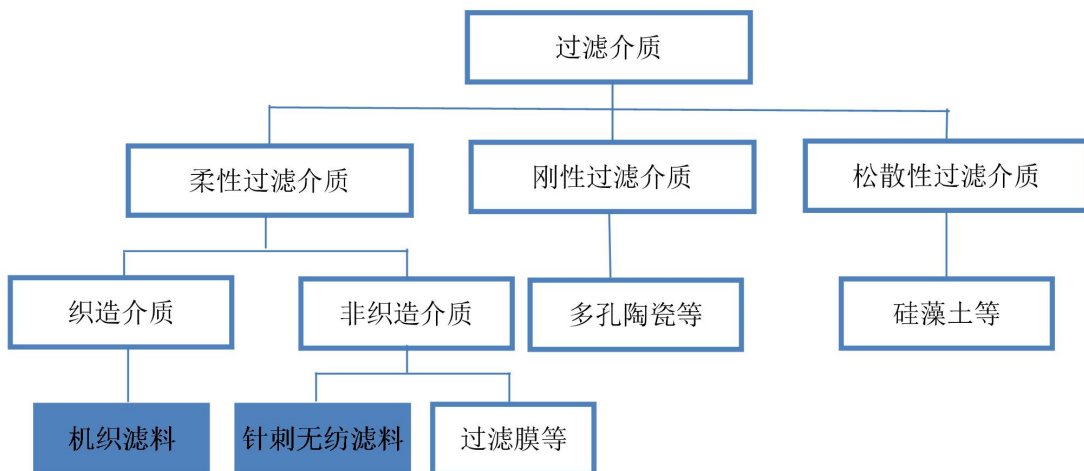 过滤介质
柔性过滤介质
刚性过滤介质
松散性过滤介质
织造介质
非织造介质
多孔陶瓷等
硅藻土等
机织滤料
针刺无纺滤料
过滤膜等